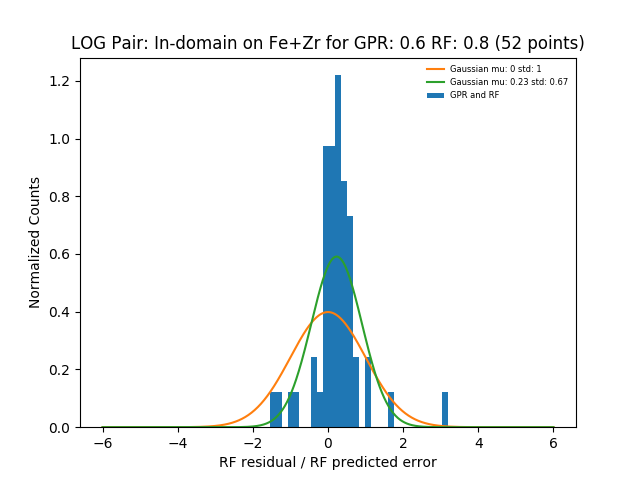 LOG Pair: In-domain on Fe+Zr for GPR: 0.6 RF: 0.8 (52 points)
Gaussian mu: 0 std: 1
Gaussian mu: 0.23 std: 0.67
GPR and RF
Normalized Counts
1.2
1.0
0.8
0.6
0.4
0.2
0.0
−6 −4 −2 0 2 4 6
RF residual / RF predicted error